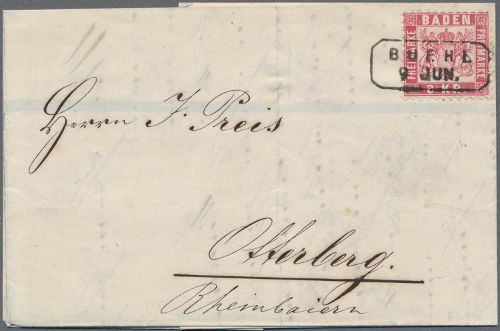 BADEN
FREIMARKE
FREIMARKE
3 KR.
BUEHL
9 JUN.
Herrn J. Preis
Otterberg.
Rheinbaiern